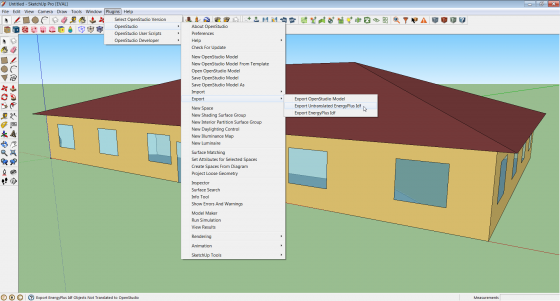 Untitled - SketchUp Pro (EVAL)
File Edit View Camera Draw Tools Window Plugins Help
Select OpenStudio Version
OpenStudio
OpenStudio User Scripts
OpenStudio Developer
About OpenStudio
Preferences
Help
Check For Update
New OpenStudio Model
New OpenStudio Model From Template
Open OpenStudio Model
Save OpenStudio Model
Save OpenStudio Model As
Import
Export
Export OpenStudio Model
Export Untranslated EnergyPlus Idf
Export EnergyPlus Idf
New Space
New Shading Surface Group
New Interior Partition Surface Group
New Daylighting Control
New Illuminance Map
New Luminaire
Surface Matching
Set Attributes for Selected Spaces
Create Spaces From Diagram
Project Loose Geometry
Inspector
Surface Search
Info Tool
Show Errors And Warnings
Model Maker
Run Simulation
View Results
Rendering
Animation
SketchUp Tools
Export EnergyPlus Idf Objects Not Translated to OpenStudio
Measurements